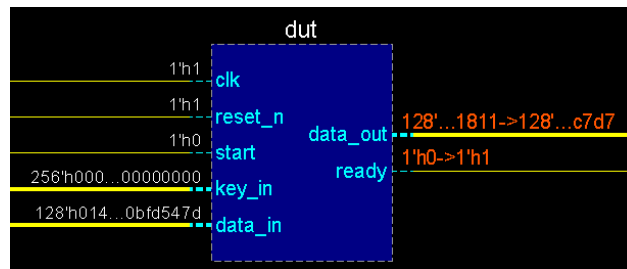 dut
1'h1
clk
1'h1
reset_n
1'h0
start
256'h000...00000000
key_in
128'h014...0bfd547d
data_in
data_out
128'...1811->128'...c7d7
ready
1'h0->1'h1